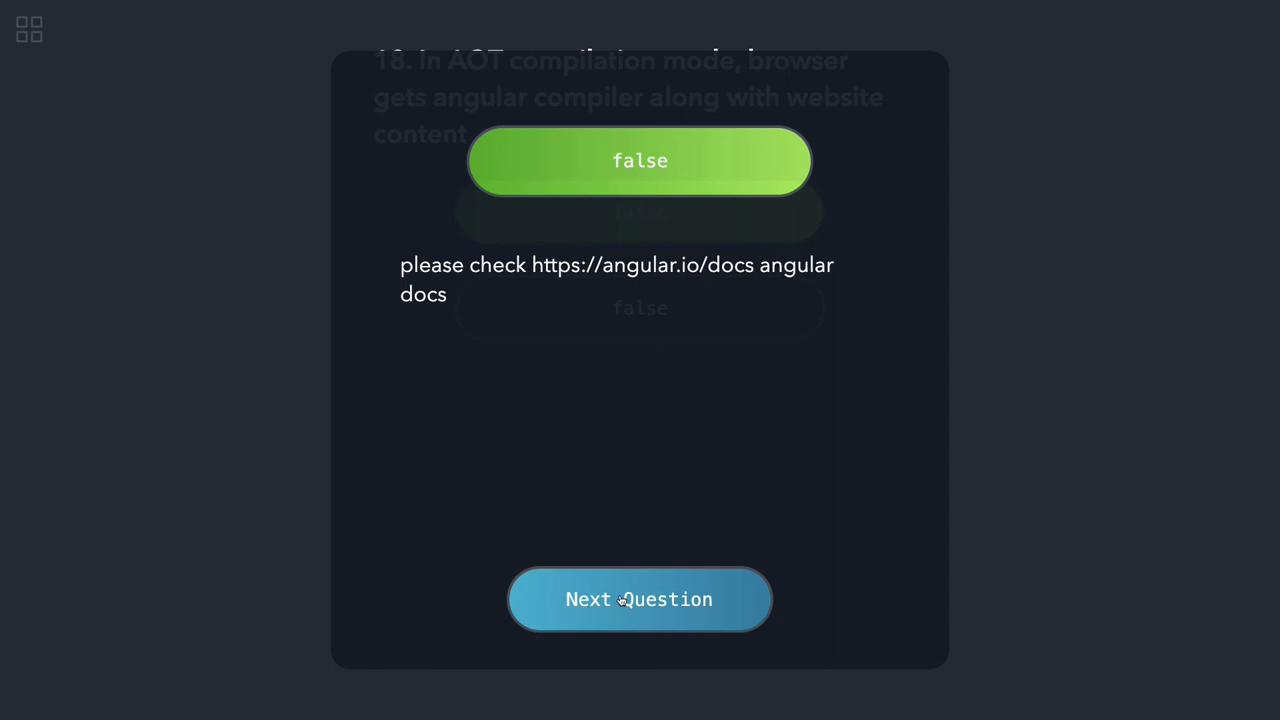 18. In AOT compilation mode, browser
gets angular compiler along with website
content
false
please check https://angular.io/docs angular
docs
false
Next Question